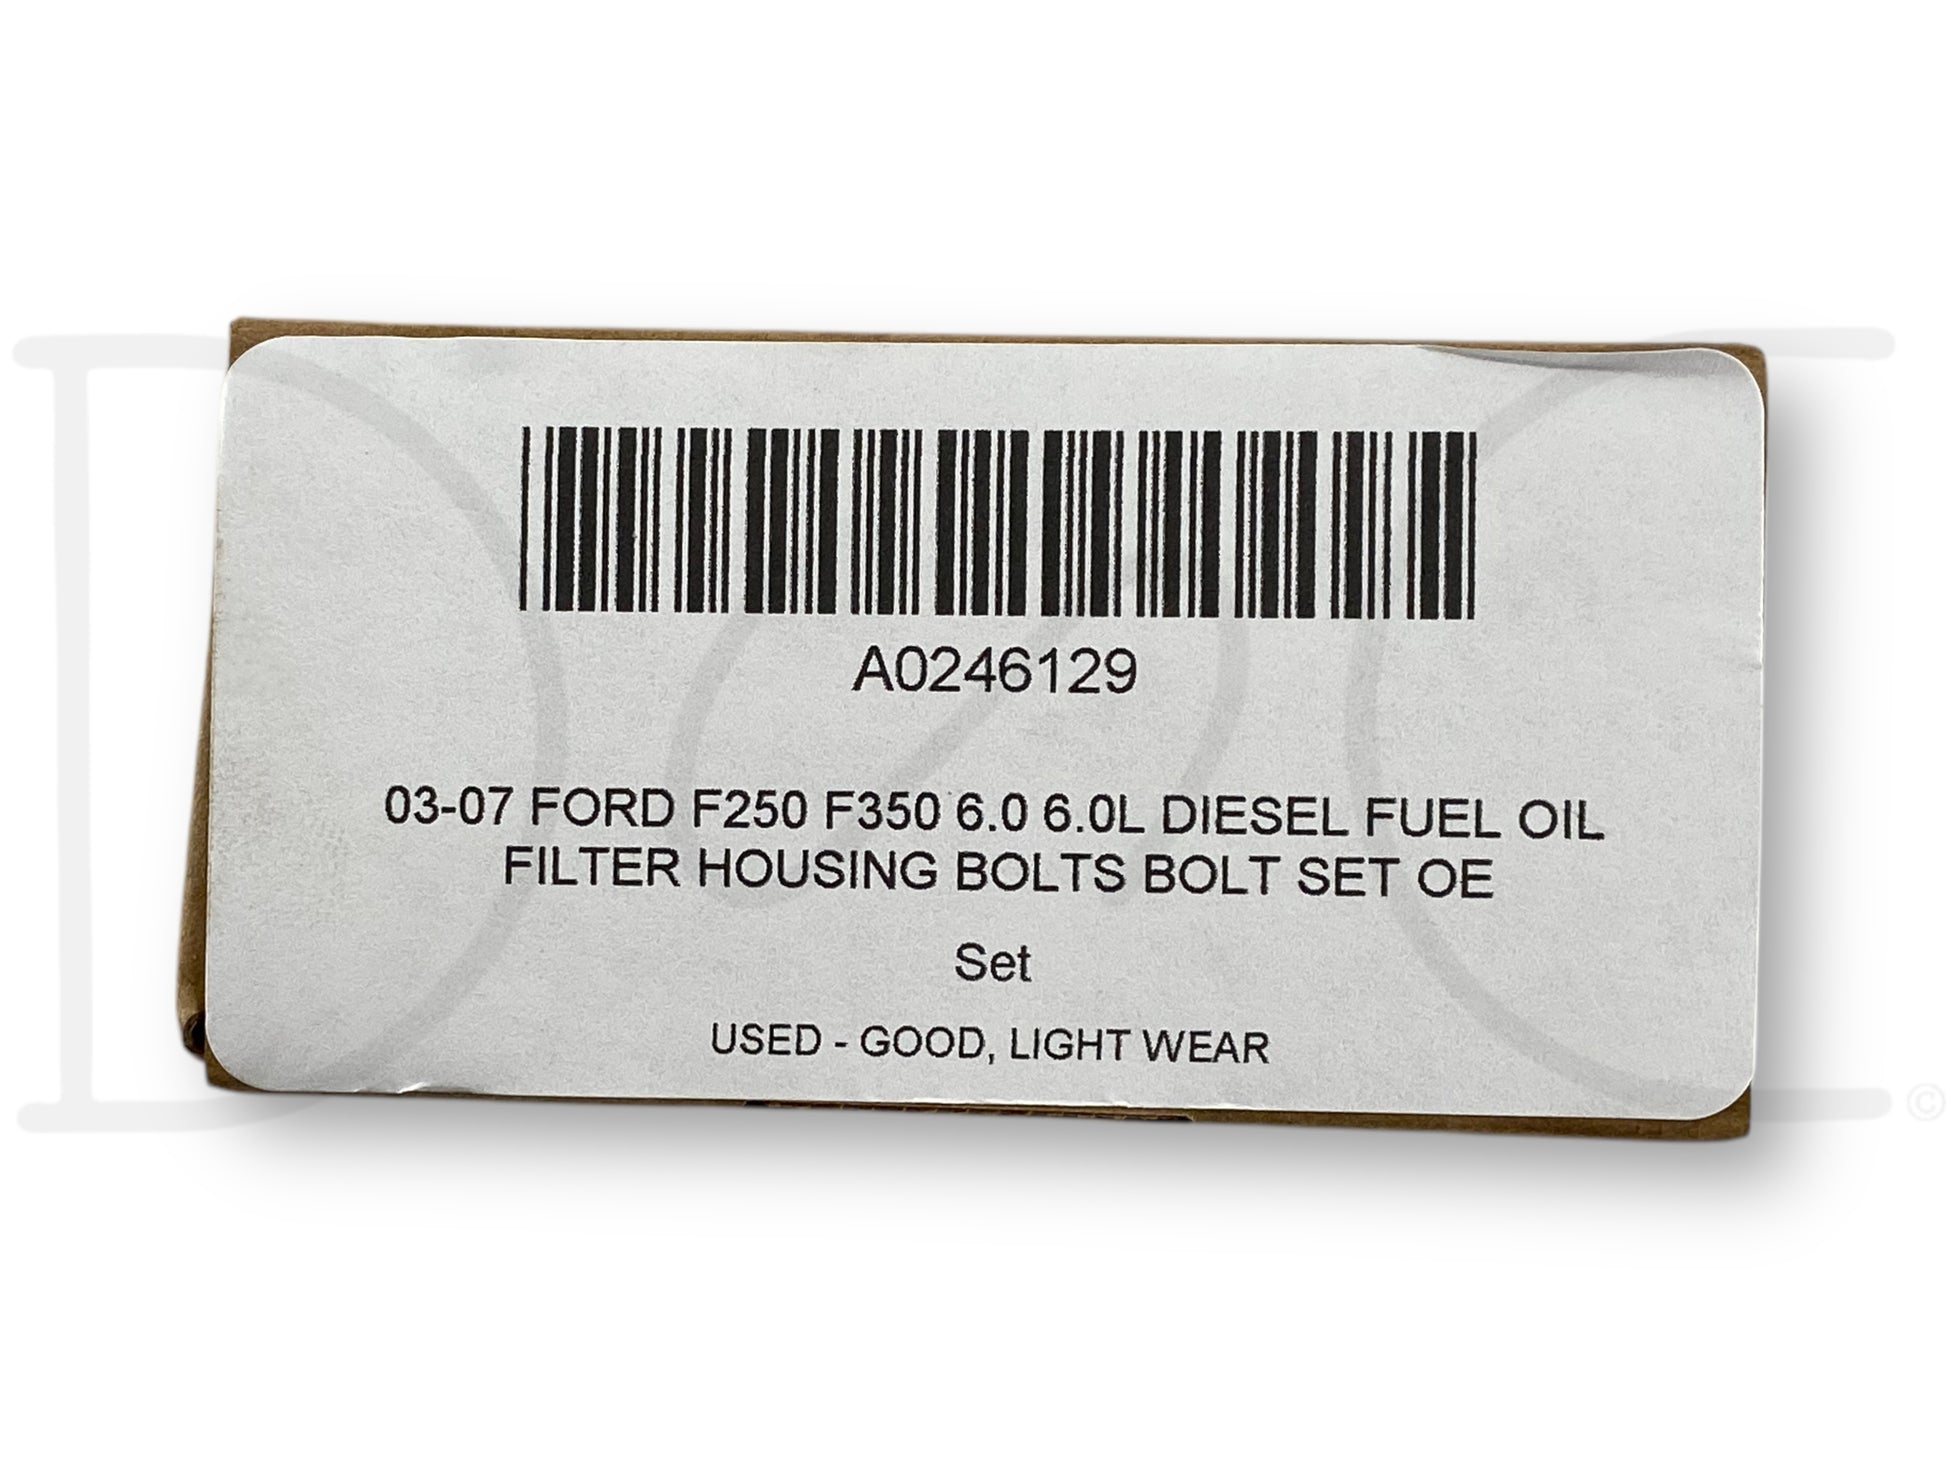 A0246129
03-07 FORD F250 F350 6.0 6.0L DIESEL FUEL OIL
FILTER HOUSING BOLTS BOLT SET OE
Set
USED - GOOD, LIGHT WEAR
©